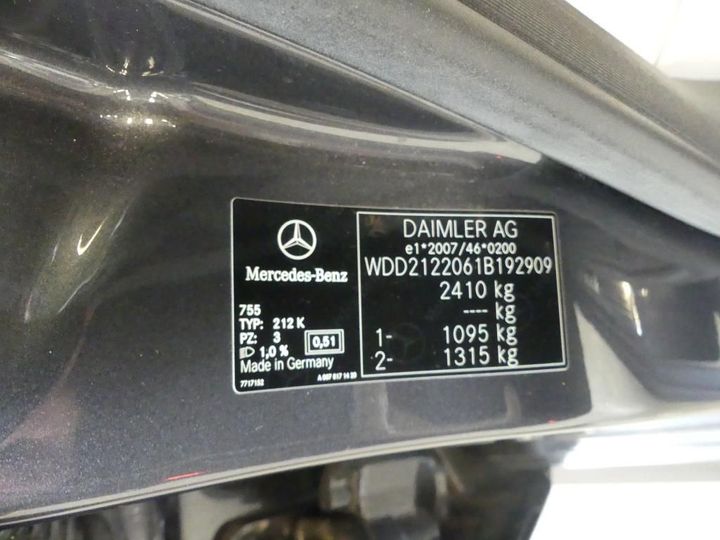 Mercedes-Benz
755
TYP: 212 K
PZ: 3
1,0 % 0,51
Made in Germany
7717152
DAIMLER AG
e1*2007/46*0200
WDD2122061B192909
2410 kg
---- kg
1- 1095 kg
2- 1315 kg